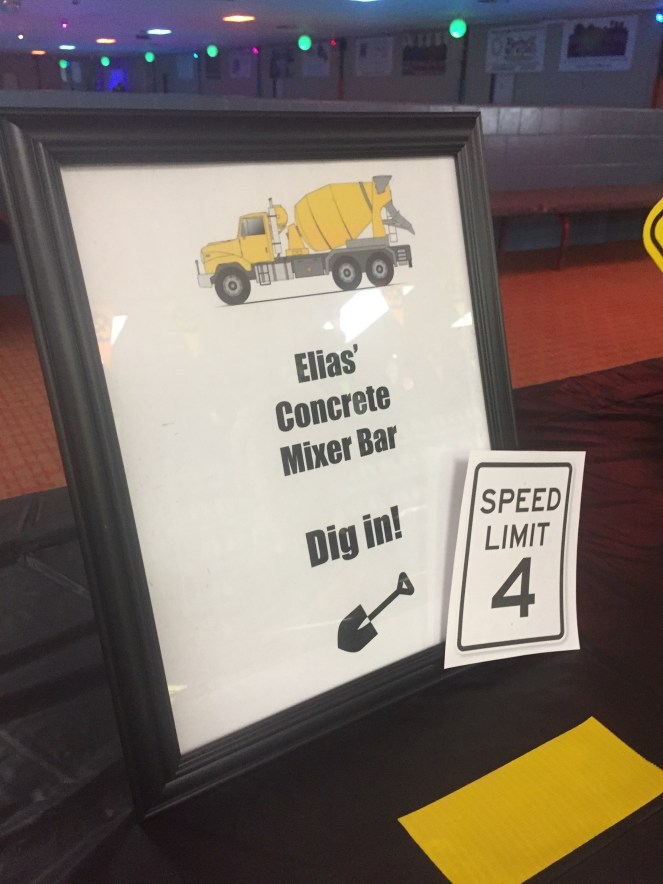 Elias'
Concrete
Mixer Bar
Dig in!
SPEED
LIMIT
4